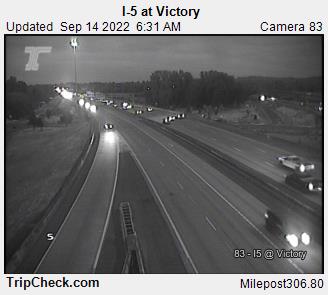 I-5 at Victory
Updated Sep 14 2022 6:31 AM Camera 83
T
S
83 - I5 @ Victory
TripCheck.com Milepost306.80